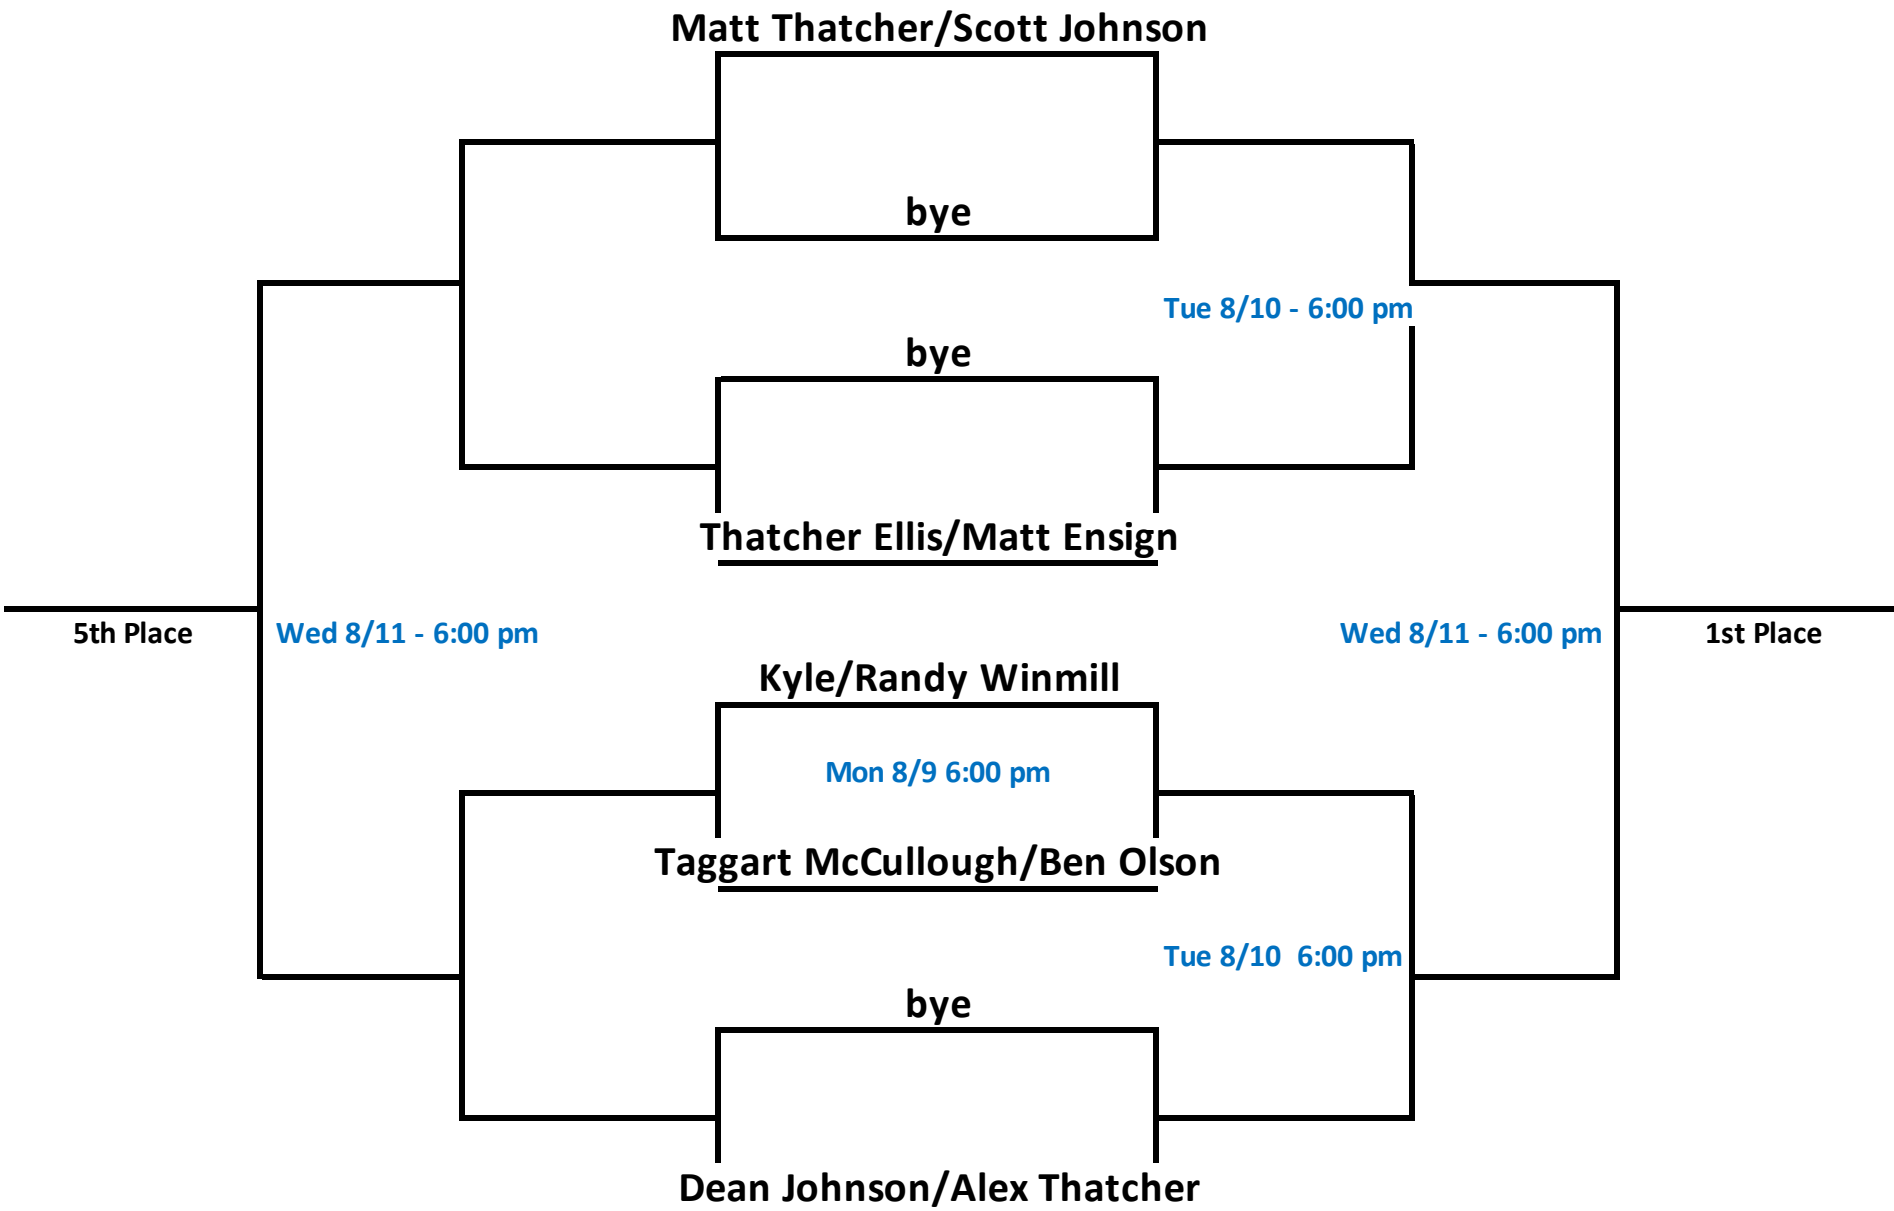 Matt Thatcher/Scott Johnson
bye
Tue 8/10 - 6:00 pm
bye
Thatcher Ellis/Matt Ensign
5th Place
Wed 8/11 - 6:00 pm
Wed 8/11 - 6:00 pm
1st Place
Kyle/Randy Winmill
Mon 8/9 6:00 pm
Taggart McCullough/Ben Olson
Tue 8/10  6:00 pm
bye
Dean Johnson/Alex Thatcher